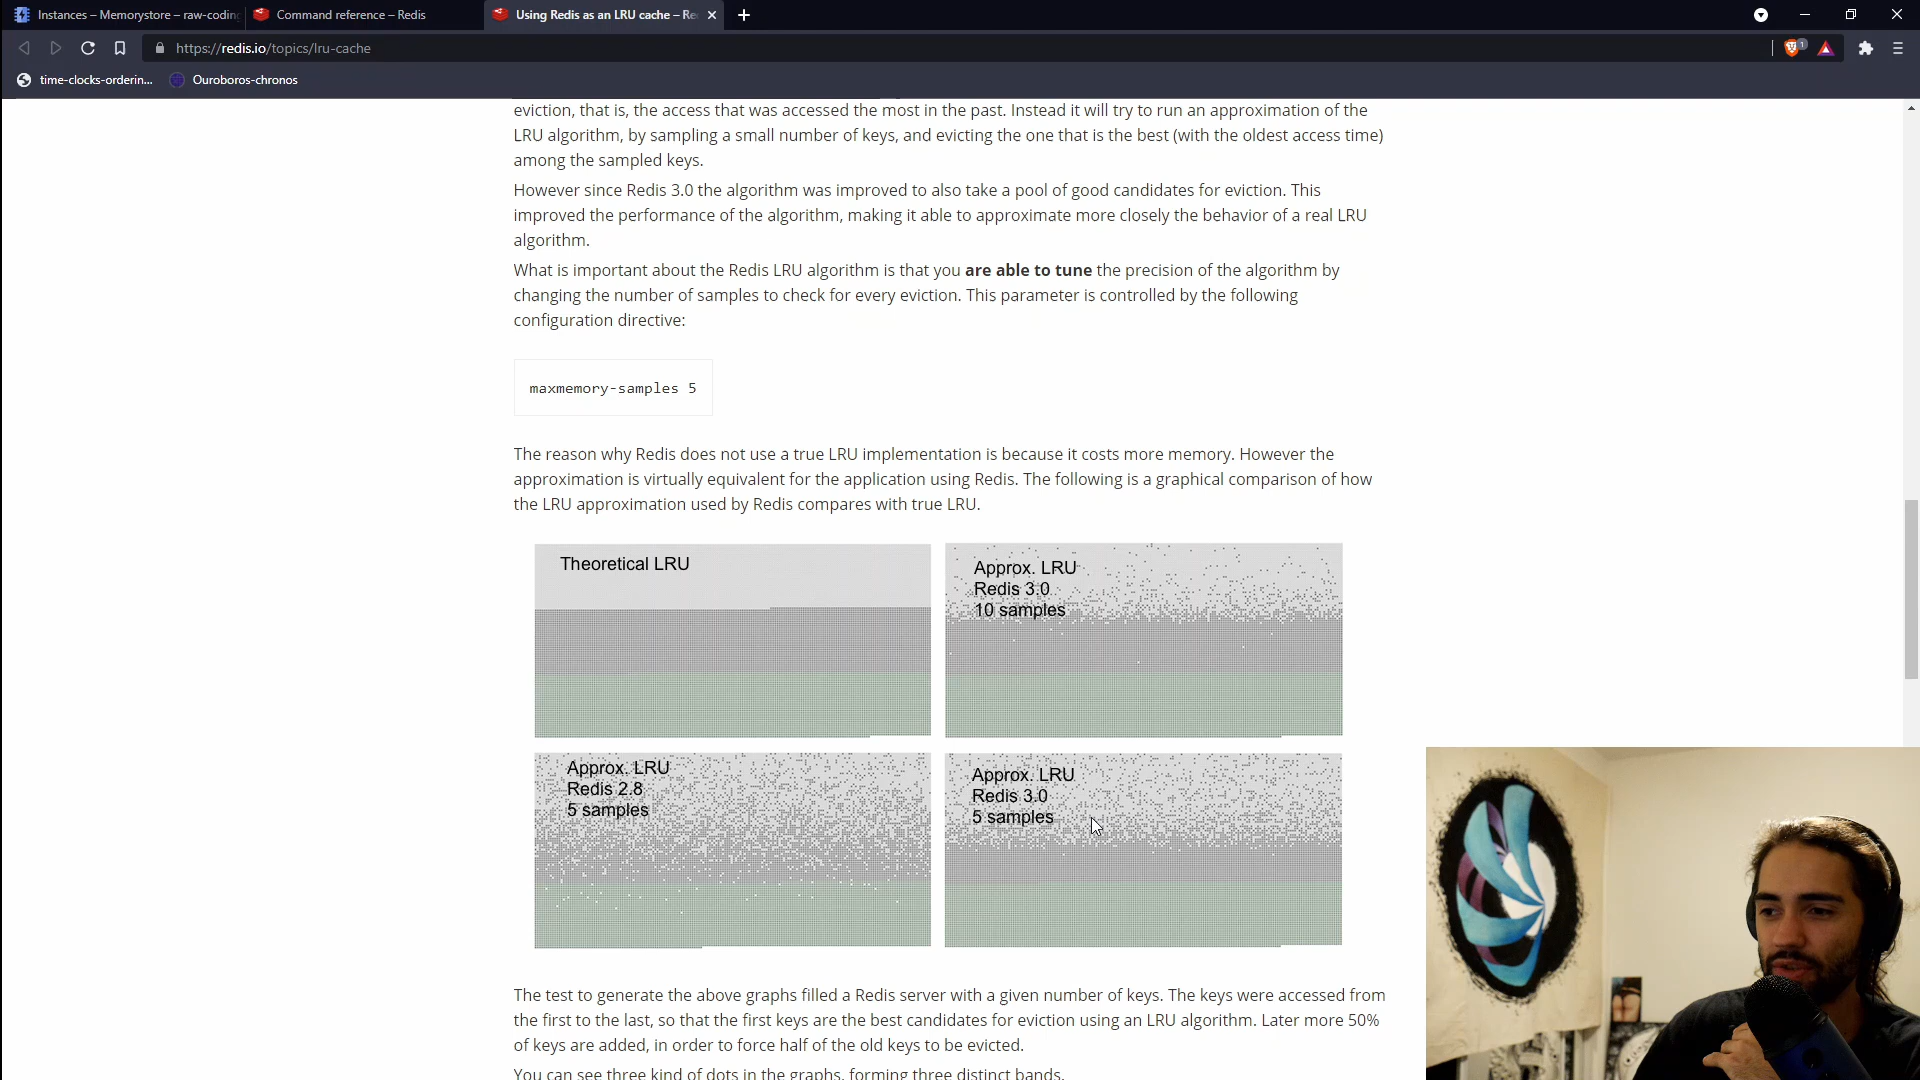 Instances – Memorystore – raw-coding
Command reference – Redis
Using Redis as an LRU cache – Re
https://redis.io/topics/lru-cache
1
time-clocks-orderin...
Ouroboros-chronos
eviction, that is, the access that was accessed the most in the past. Instead it will try to run an approximation of the
LRU algorithm, by sampling a small number of keys, and evicting the one that is the best (with the oldest access time)
among the sampled keys.
However since Redis 3.0 the algorithm was improved to also take a pool of good candidates for eviction. This
improved the performance of the algorithm, making it able to approximate more closely the behavior of a real LRU
algorithm.
What is important about the Redis LRU algorithm is that you are able to tune the precision of the algorithm by
changing the number of samples to check for every eviction. This parameter is controlled by the following
configuration directive:
maxmemory-samples 5
The reason why Redis does not use a true LRU implementation is because it costs more memory. However the
approximation is virtually equivalent for the application using Redis. The following is a graphical comparison of how
the LRU approximation used by Redis compares with true LRU.
Theoretical LRU
Approx. LRU
Redis 3.0
10 samples
Approx. LRU
Redis 2.8
5 samples
Approx. LRU
Redis 3.0
5 samples
The test to generate the above graphs filled a Redis server with a given number of keys. The keys were accessed from
the first to the last, so that the first keys are the best candidates for eviction using an LRU algorithm. Later more 50%
of keys are added, in order to force half of the old keys to be evicted.
You can see three kind of dots in the graphs, forming three distinct bands.